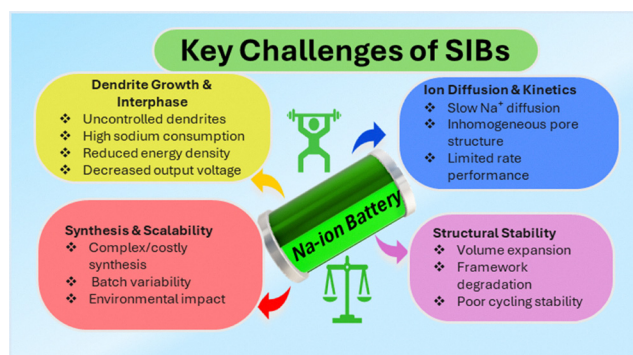 Key Challenges of SIBs
Dendrite Growth &
Interphase
❖ Uncontrolled dendrites
❖ High sodium consumption
❖ Reduced energy density
❖ Decreased output voltage
Ion Diffusion & Kinetics
❖ Slow Na⁺ diffusion
❖ Inhomogeneous pore
structure
❖ Limited rate
performance
Na-ion Battery
Synthesis & Scalability
❖ Complex/costly
synthesis
❖ Batch variability
❖ Environmental impact
Structural Stability
❖ Volume expansion
❖ Framework
degradation
❖ Poor cycling stability